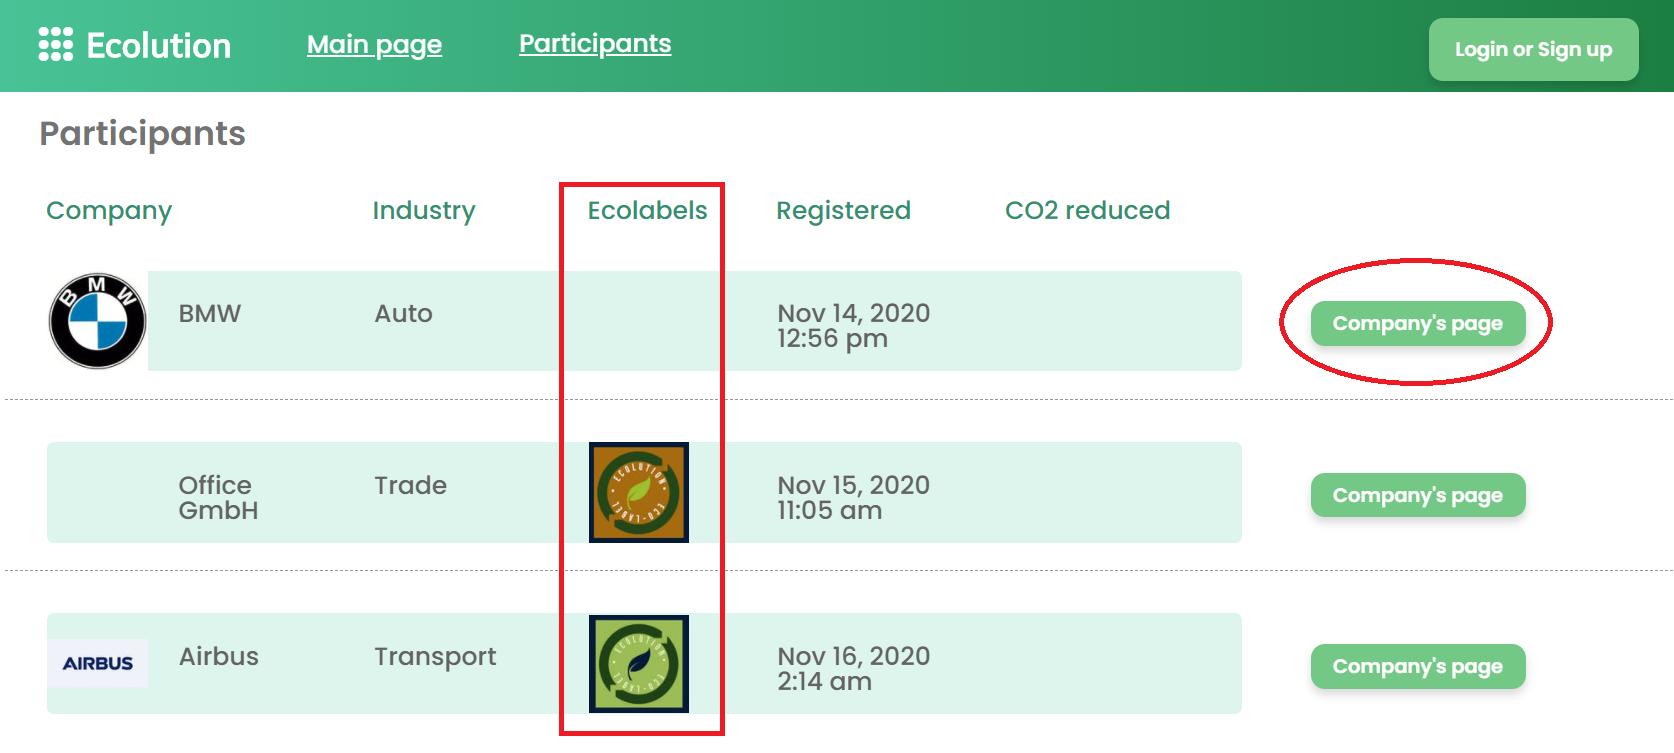 Ecolution
Main page
Participants
Login or Sign up
Participants
Company
Industry
Ecolabels
Registered
CO2 reduced
BMW
BMW
Auto
Nov 14, 2020
12:56 pm
Company's page
Office
GmbH
Trade
ECOLUTION
ECO-LABEL
Nov 15, 2020
11:05 am
Company's page
AIRBUS
Airbus
Transport
ECOLUTION
ECO-LABEL
Nov 16, 2020
2:14 am
Company's page